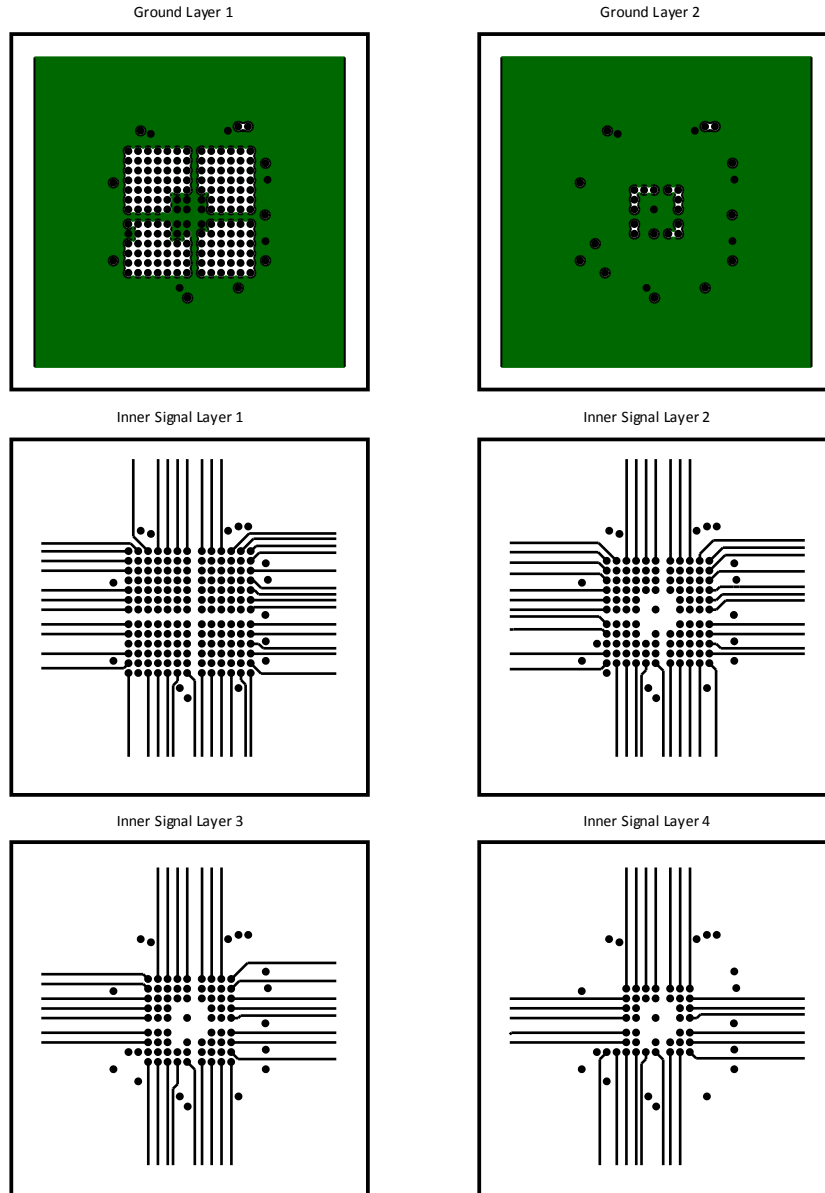 Ground Layer 1
Ground Layer 2
Inner Signal Layer 1
Inner Signal Layer 2
Inner Signal Layer 3
Inner Signal Layer 4